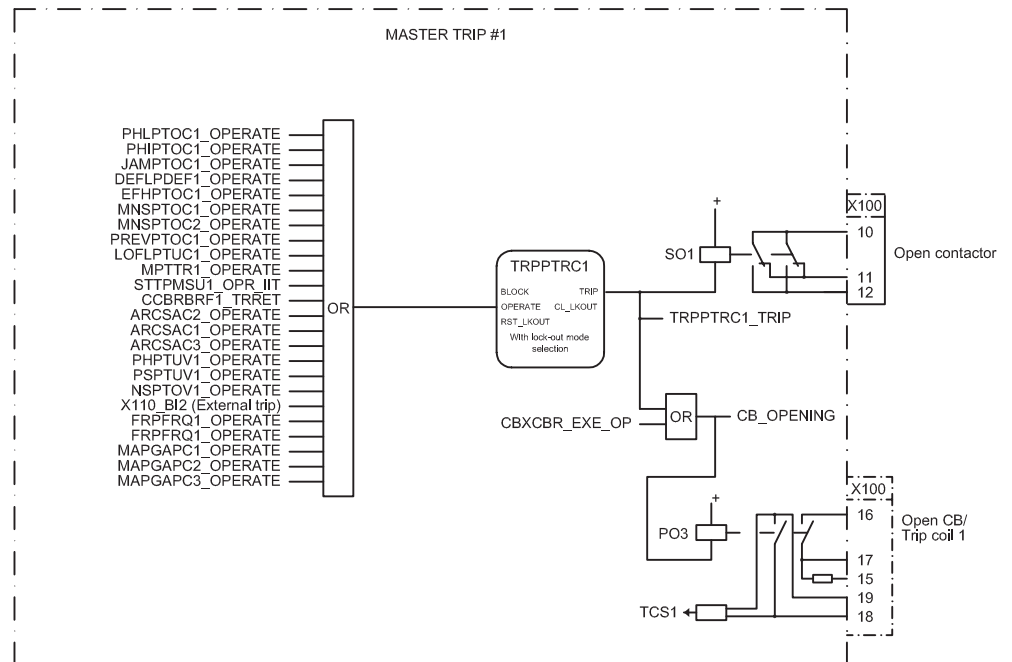 MASTER TRIP #1
PHLPTOC1_OPERATE
PHIPTOC1_OPERATE
JAMPTOC1_OPERATE
DEFLPDEF1_OPERATE
EFHPTOC1_OPERATE
MNSPTOC1_OPERATE
MNSPTOC2_OPERATE
PREVPTOC1_OPERATE
LOFLPTUC1_OPERATE
MPTTR1_OPERATE
STTPMSU1_OPR_IIT
CCBRBRF1_TRRET
ARCSAC2_OPERATE
ARCSAC1_OPERATE
ARCSAC3_OPERATE
PHPTUV1_OPERATE
PSPTUV1_OPERATE
NSPTOV1_OPERATE
X110_BI2 (External trip)
FRPFRQ1_OPERATE
FRPFRQ1_OPERATE
MAPGAPC1_OPERATE
MAPGAPC2_OPERATE
MAPGAPC3_OPERATE
OR
TRPPTRC1
BLOCK TRIP
OPERATE CL_LKOUT
RST_LKOUT
With lock-out mode
selection
+
SO1
X100
10
11
12
Open contactor
TRPPTRC1_TRIP
CBXCBR_EXE_OP
OR
CB_OPENING
+
PO3
TCS1
X100
16
17
15
19
18
Open CB/
Trip coil 1